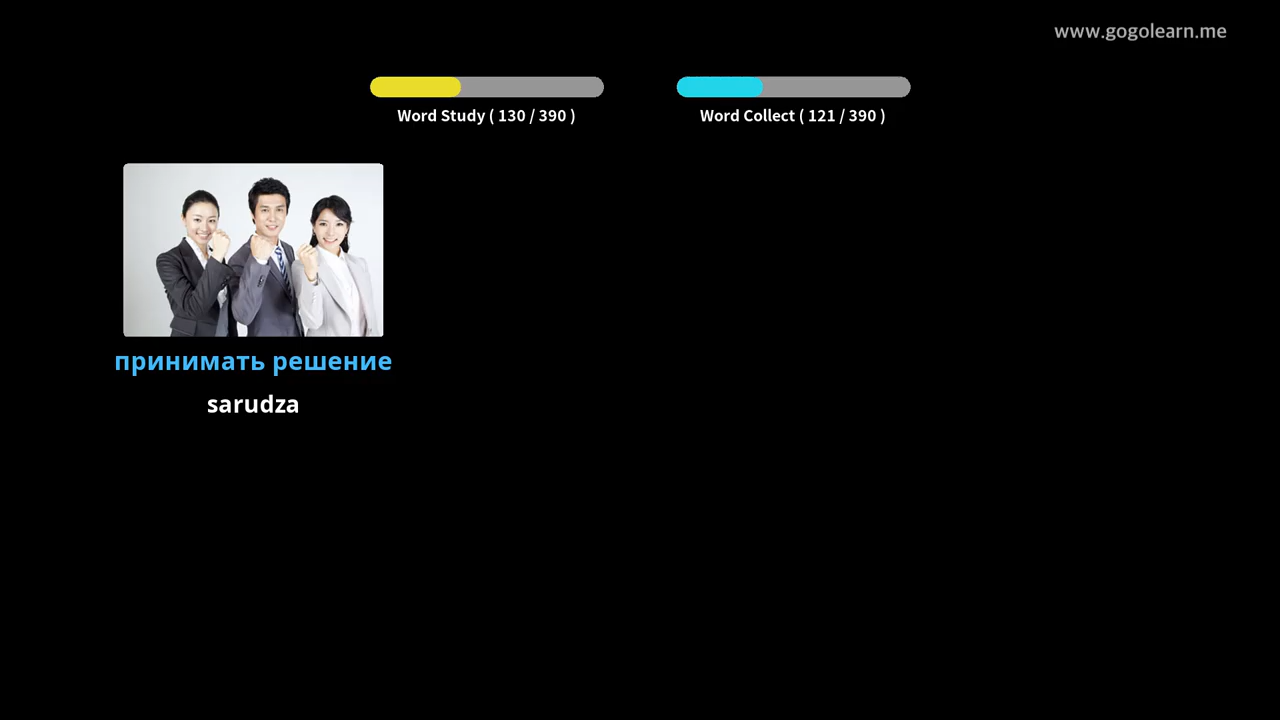 www.gogolearn.me
Word Study ( 130 / 390 )
Word Collect ( 121 / 390 )
принимать решение
sarudza